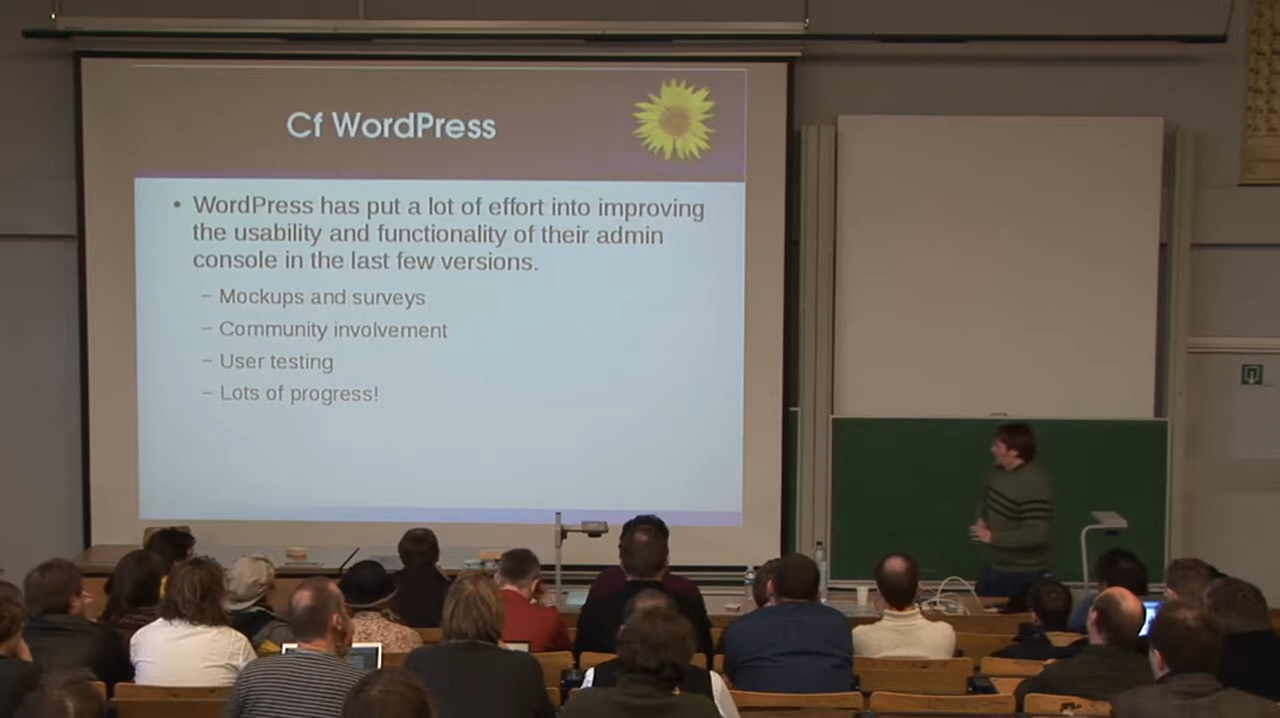 Cf WordPress
• WordPress has put a lot of effort into improving
the usability and functionality of their admin
console in the last few versions.
– Mockups and surveys
– Community involvement
– User testing
– Lots of progress!